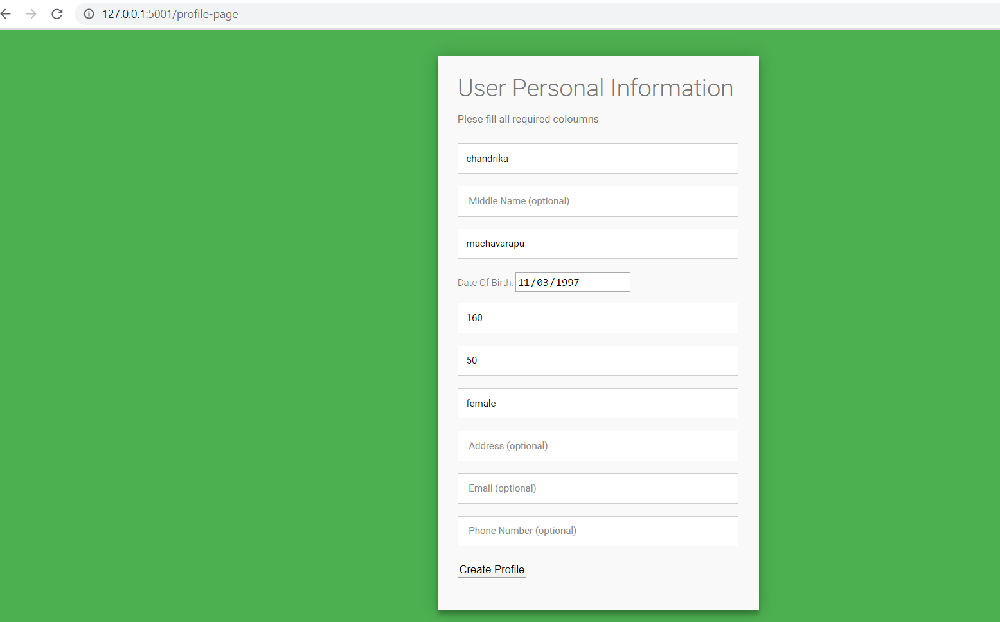 127.0.0.1:5001/profile-page
User Personal Information
Plese fill all required coloumns
chandrika
Middle Name (optional)
machavarapu
Date Of Birth: 11/03/1997
160
50
female
Address (optional)
Email (optional)
Phone Number (optional)
Create Profile